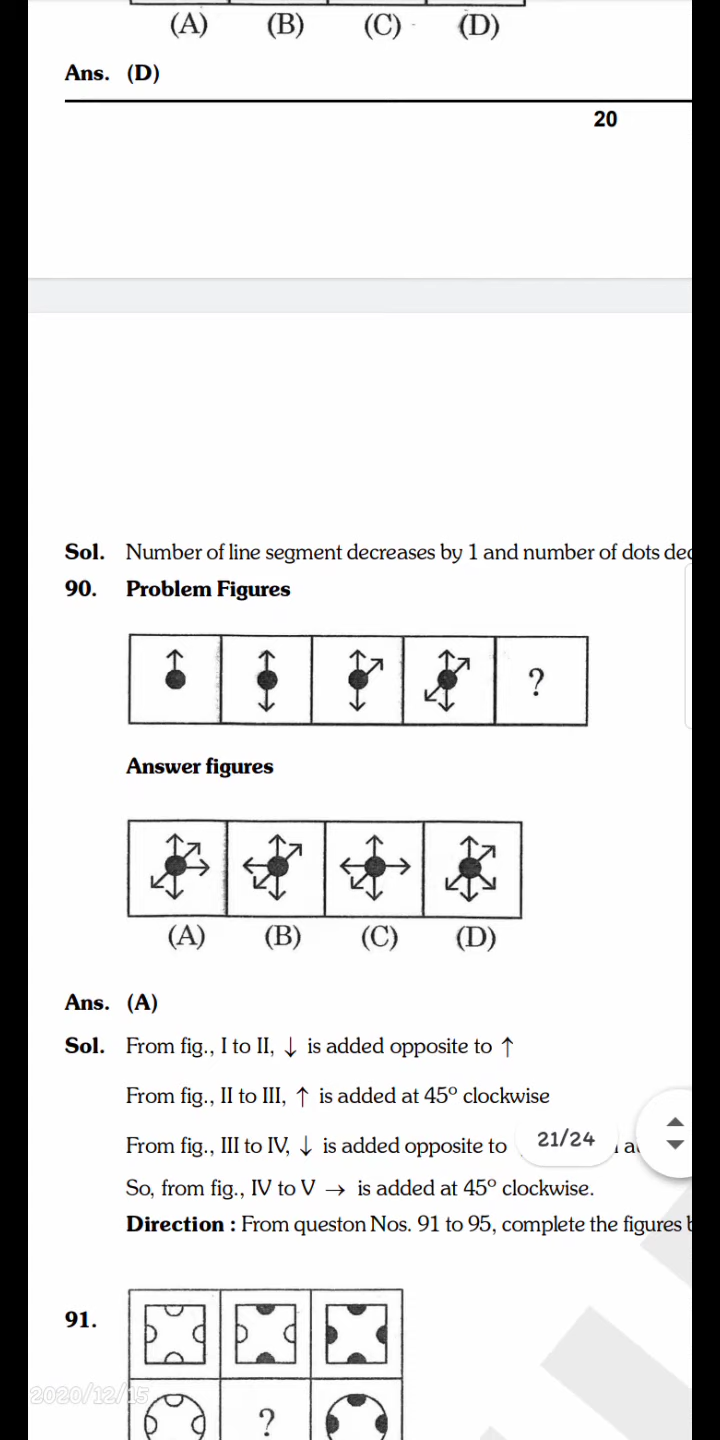 (A) (B) (C) (D)
Ans. (D)
20
Sol. Number of line segment decreases by 1 and number of dots
90. Problem Figures
?
Answer figures
(A) (B) (C) (D)
Ans. (A)
Sol. From fig., I to II, ↓ is added opposite to ↑
From fig., II to III, ↑ is added at 45º clockwise
From fig., III to IV, ↓ is added opposite to
21/24
So, from fig., IV to V → is added at 45º clockwise.
Direction : From queston Nos. 91 to 95, complete the figures
91.
2020/12/15
?